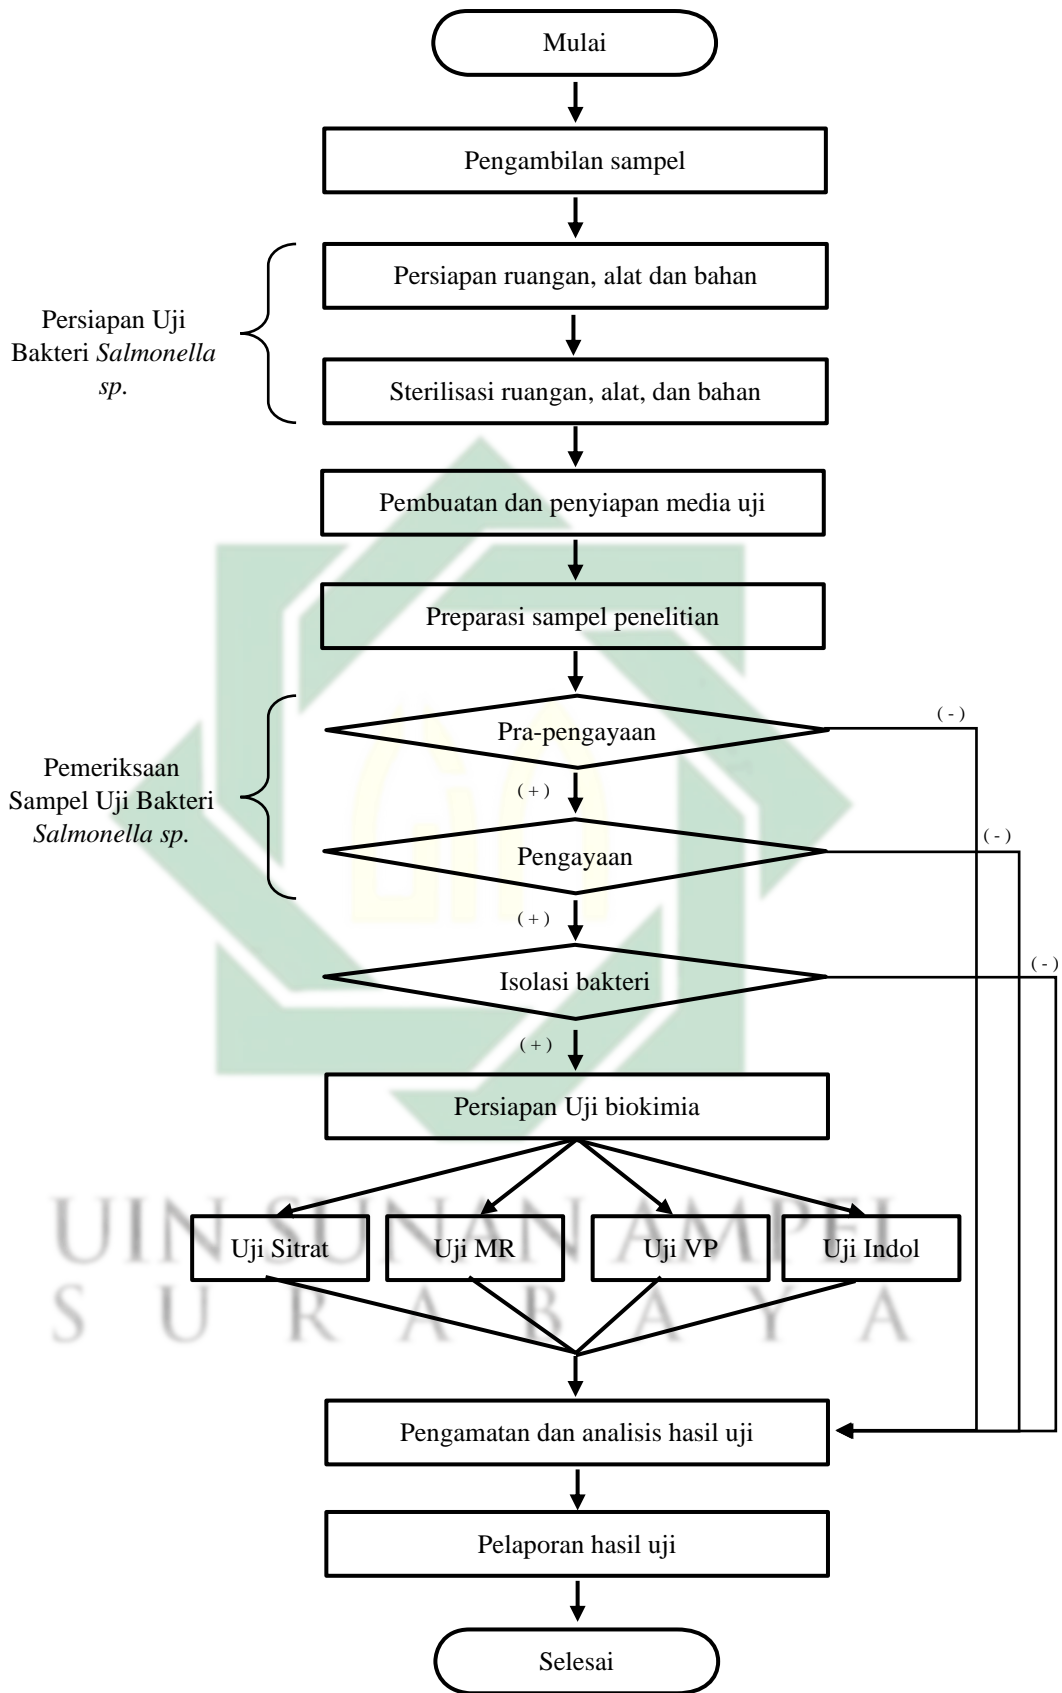 Mulai
Pengambilan sampel
Persiapan ruangan, alat dan bahan
Persiapan Uji
Bakteri Salmonella
sp.
Sterilisasi ruangan, alat, dan bahan
Pembuatan dan penyiapan media uji
Preparasi sampel penelitian
Pra-pengayaan
( - )
Pemeriksaan
Sampel Uji Bakteri
Salmonella sp.
( + )
Pengayaan
( - )
( + )
Isolasi bakteri
( - )
( + )
Persiapan Uji biokimia
UIN SUNAN AMPEL
Uji Sitrat
Uji MR
Uji VP
Uji Indol
SURABAYA
Pengamatan dan analisis hasil uji
Pelaporan hasil uji
Selesai